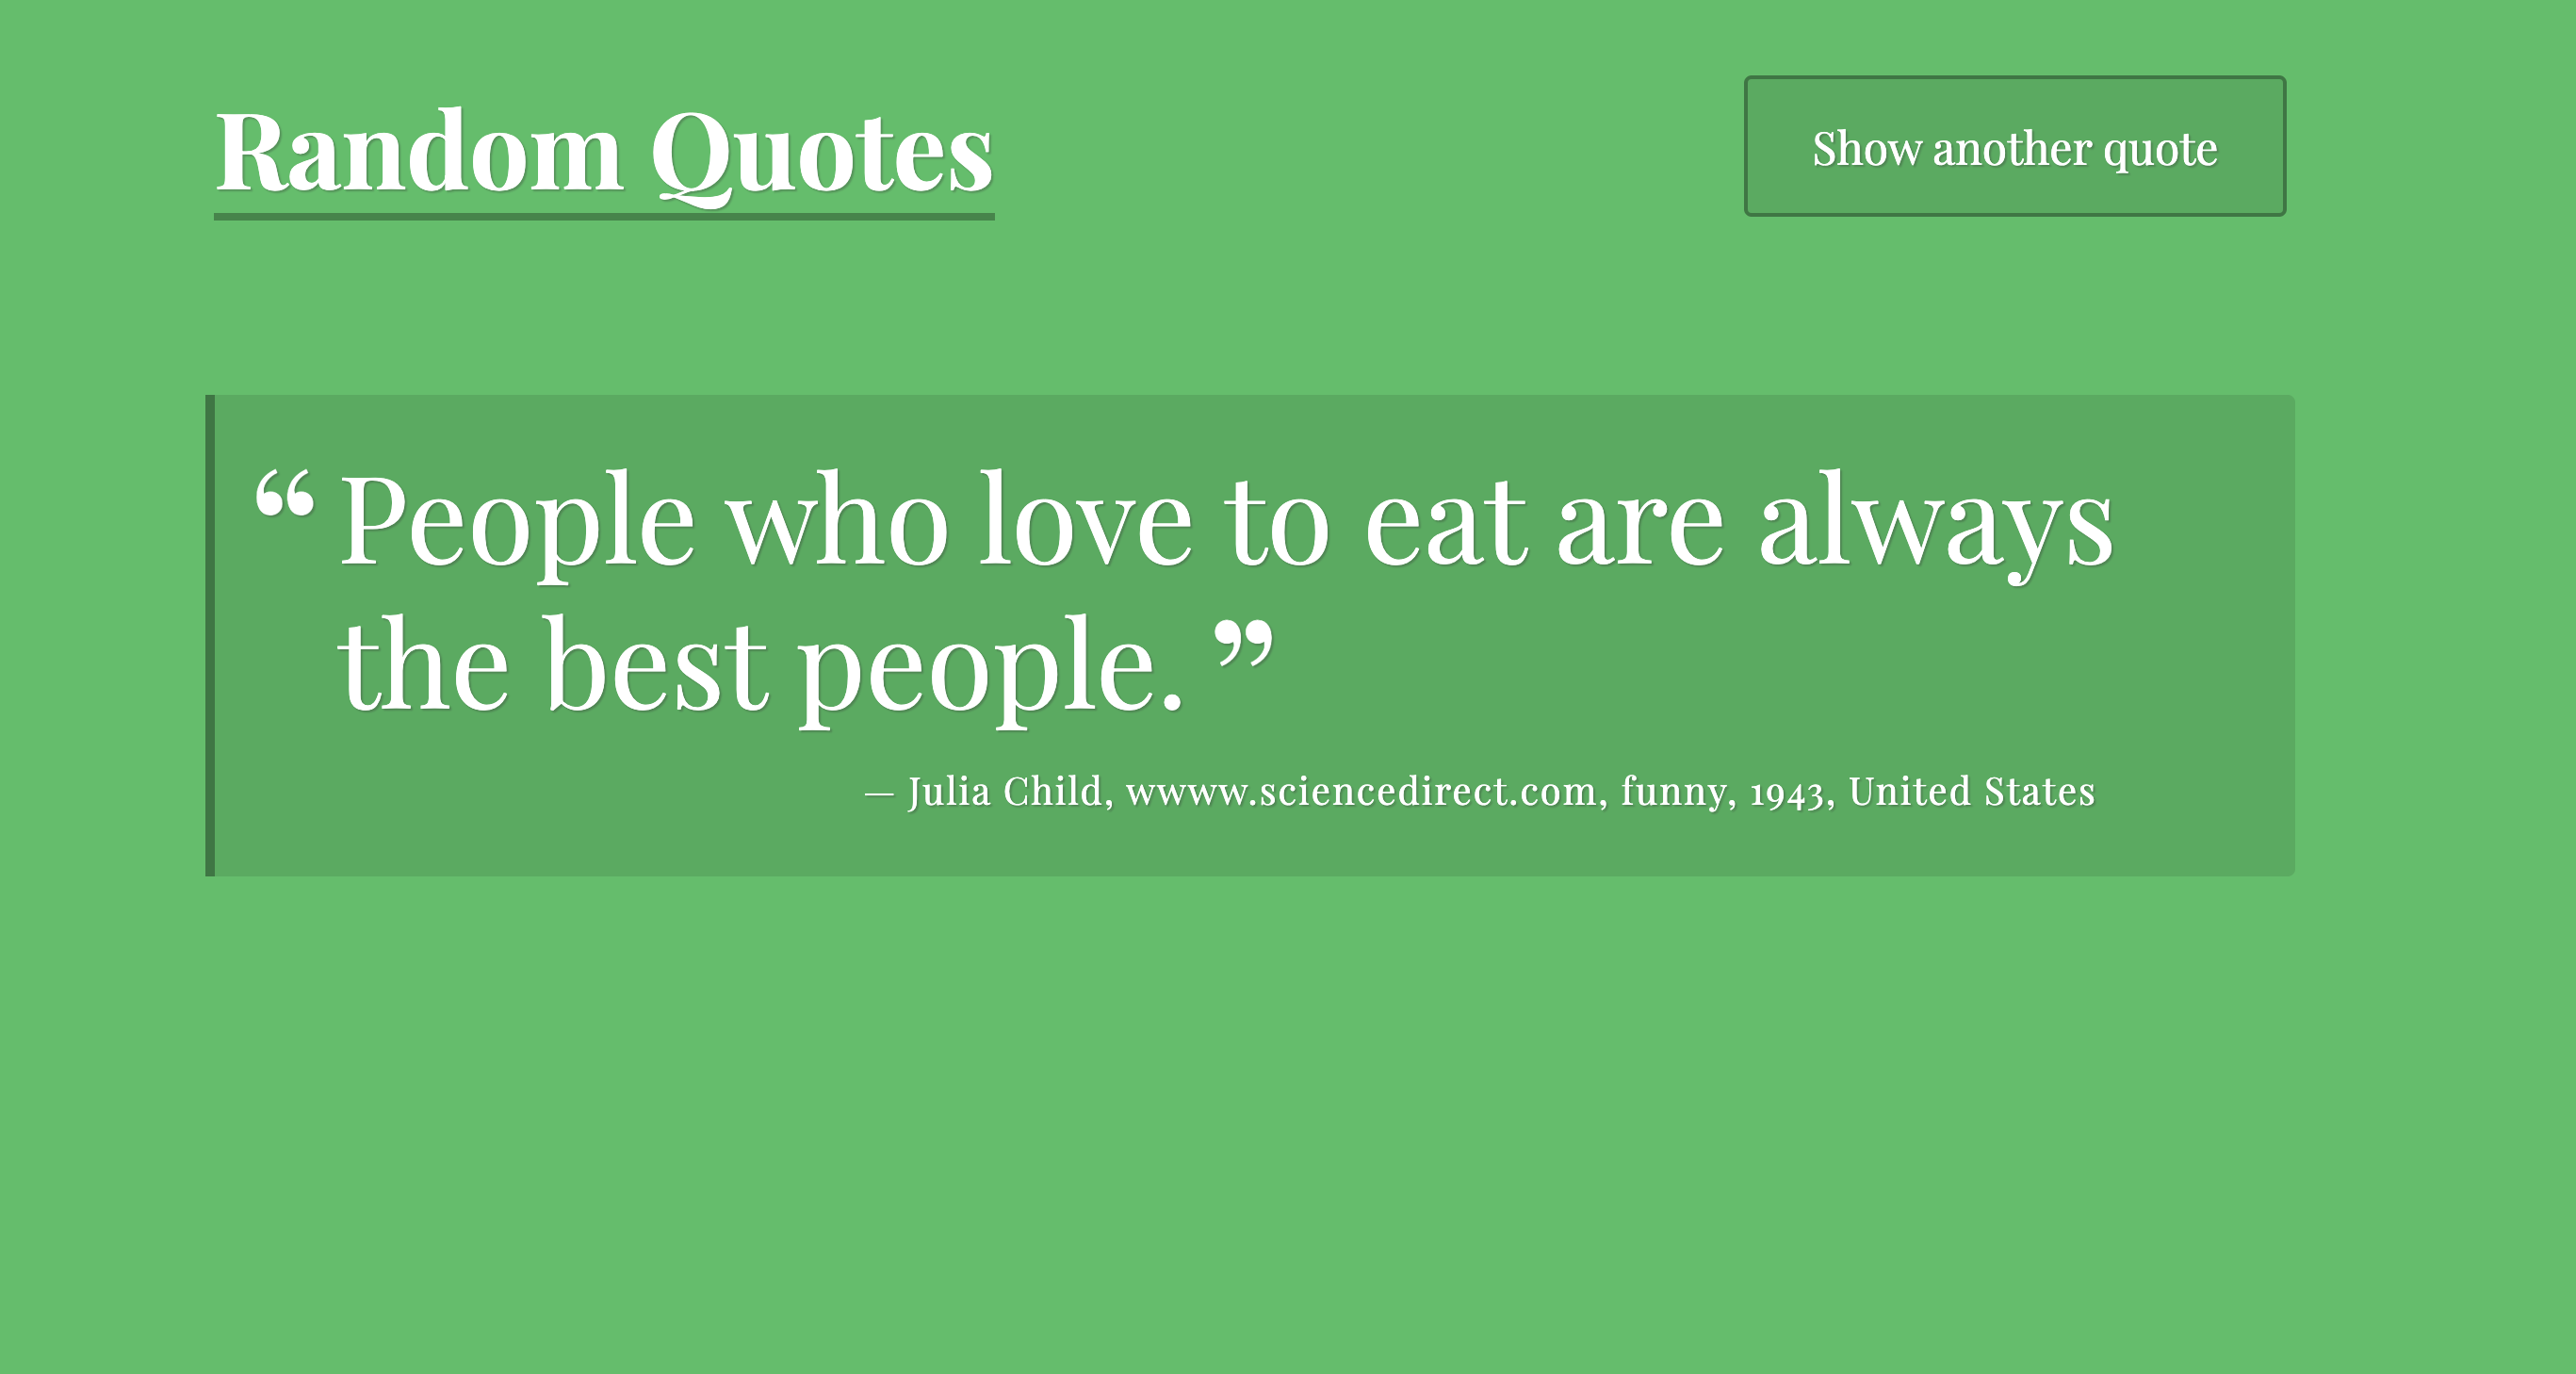 Random Quotes
Show another quote
“ People who love to eat are always
the best people. ”
— Julia Child, wwww.sciencedirect.com, funny, 1943, United States